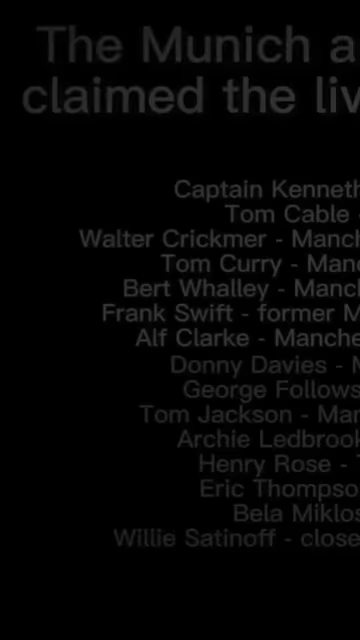 The Munich a
claimed the liv
Captain Kenneth
Tom Cable
Walter Crickmer - Manch
Tom Curry - Manc
Bert Whalley - Manch
Frank Swift - former M
Alf Clarke - Manche
Donny Davies - M
George Follows
Tom Jackson - Man
Archie Ledbrook
Henry Rose - T
Eric Thompso
Bela Miklos
Willie Satinoff - close